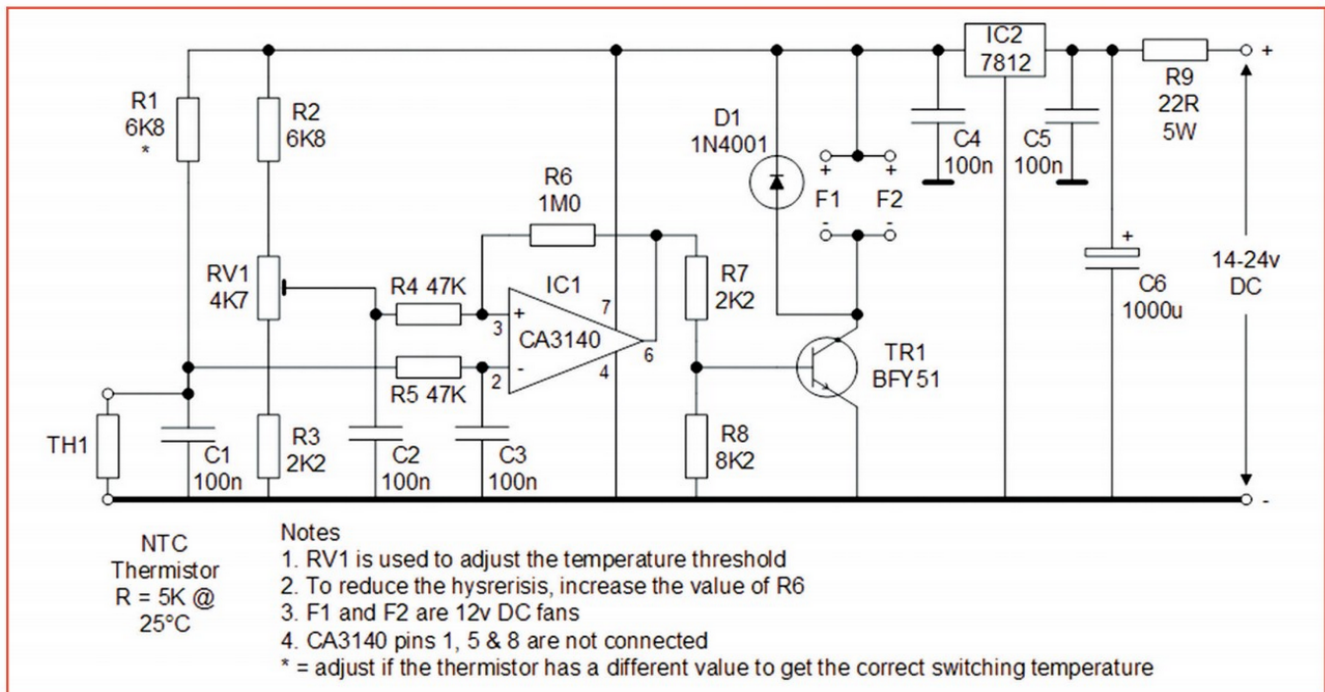 R1
6K8
*
R2
6K8
RV1
4K7
TH1
C1
100n
R3
2K2
C2
100n
R4 47K
R5 47K
C3
100n
R6
1M0
IC1
CA3140
3
+
2
-
7
4
6
R7
2K2
R8
8K2
D1
1N4001
+ +
F1 F2
- -
TR1
BFY51
C4
100n
IC2
7812
C5
100n
R9
22R
5W
+
+
C6
1000u
14-24v
DC
-
NTC
Thermistor
R = 5K @
25°C
Notes
1. RV1 is used to adjust the temperature threshold
2. To reduce the hysrerisis, increase the value of R6
3. F1 and F2 are 12v DC fans
4. CA3140 pins 1, 5 & 8 are not connected
* = adjust if the thermistor has a different value to get the correct switching temperature